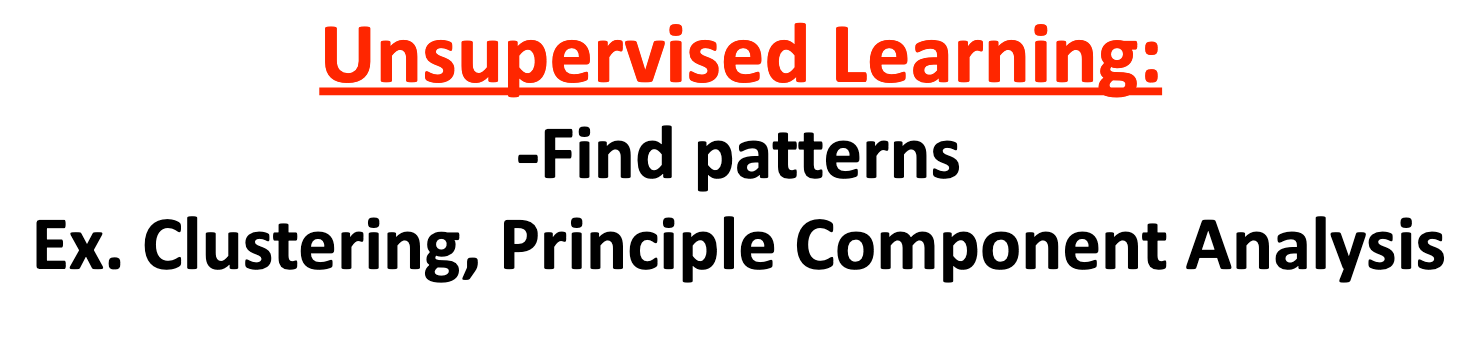 Unsupervised Learning:
-Find patterns
Ex. Clustering, Principle Component Analysis